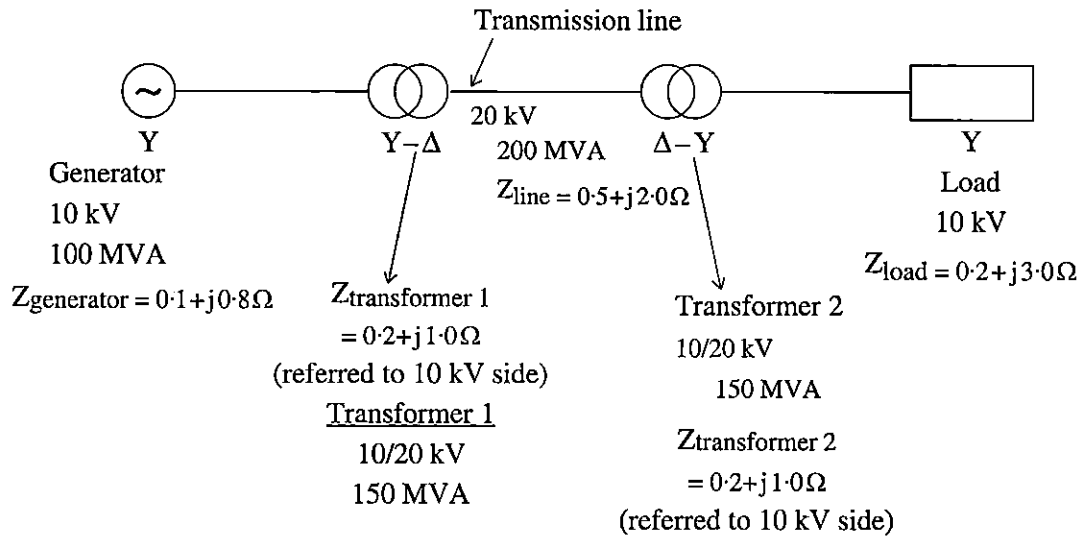 Transmission line
~
20 kV
200 MVA
Zline = 0·5+j2·0Ω
Y
Generator
10 kV
100 MVA
Zgenerator = 0·1+j0·8Ω
Y–Δ
Ztransformer 1
= 0·2+j1·0Ω
(referred to 10 kV side)
Transformer 1
10/20 kV
150 MVA
Δ–Y
Transformer 2
10/20 kV
150 MVA
Ztransformer 2
= 0·2+j1·0Ω
(referred to 10 kV side)
Y
Load
10 kV
Zload = 0·2+j3·0Ω